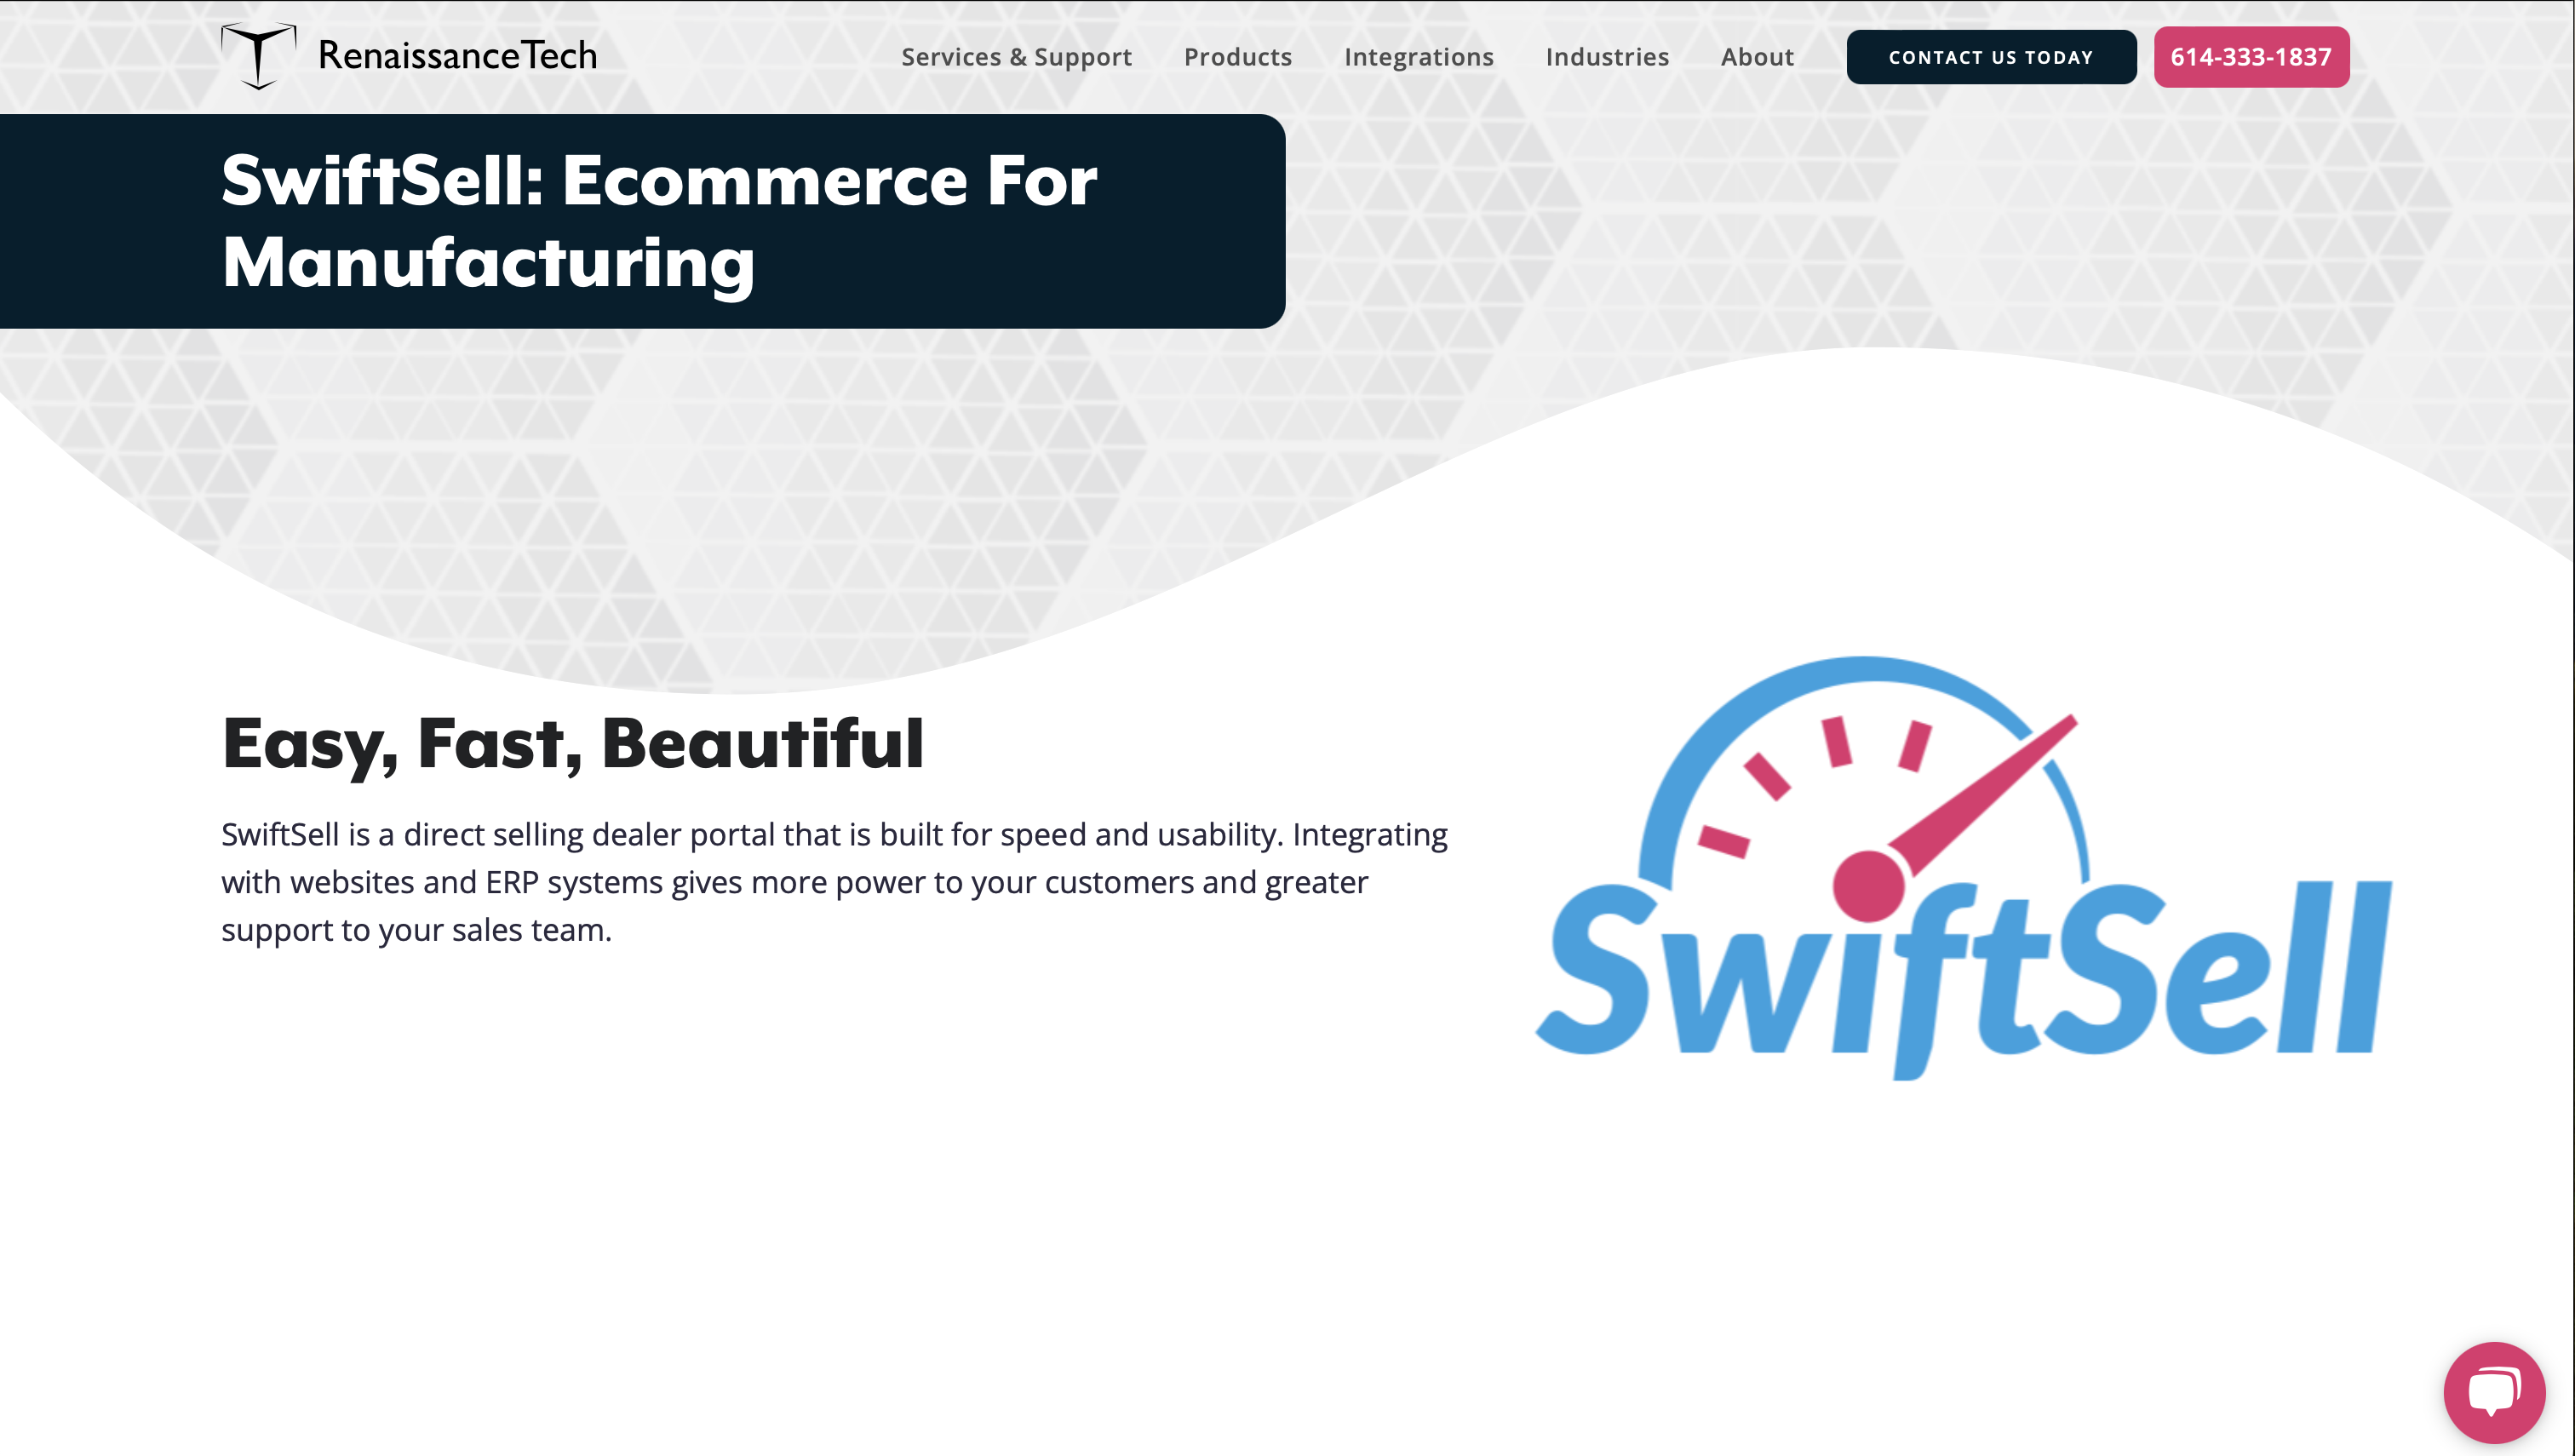 RenaissanceTech
Services & Support
Products
Integrations
Industries
About
CONTACT US TODAY
614-333-1837
SwiftSell: Ecommerce For
Manufacturing
Easy, Fast, Beautiful
SwiftSell is a direct selling dealer portal that is built for speed and usability. Integrating
with websites and ERP systems gives more power to your customers and greater
support to your sales team.
SwiftSell